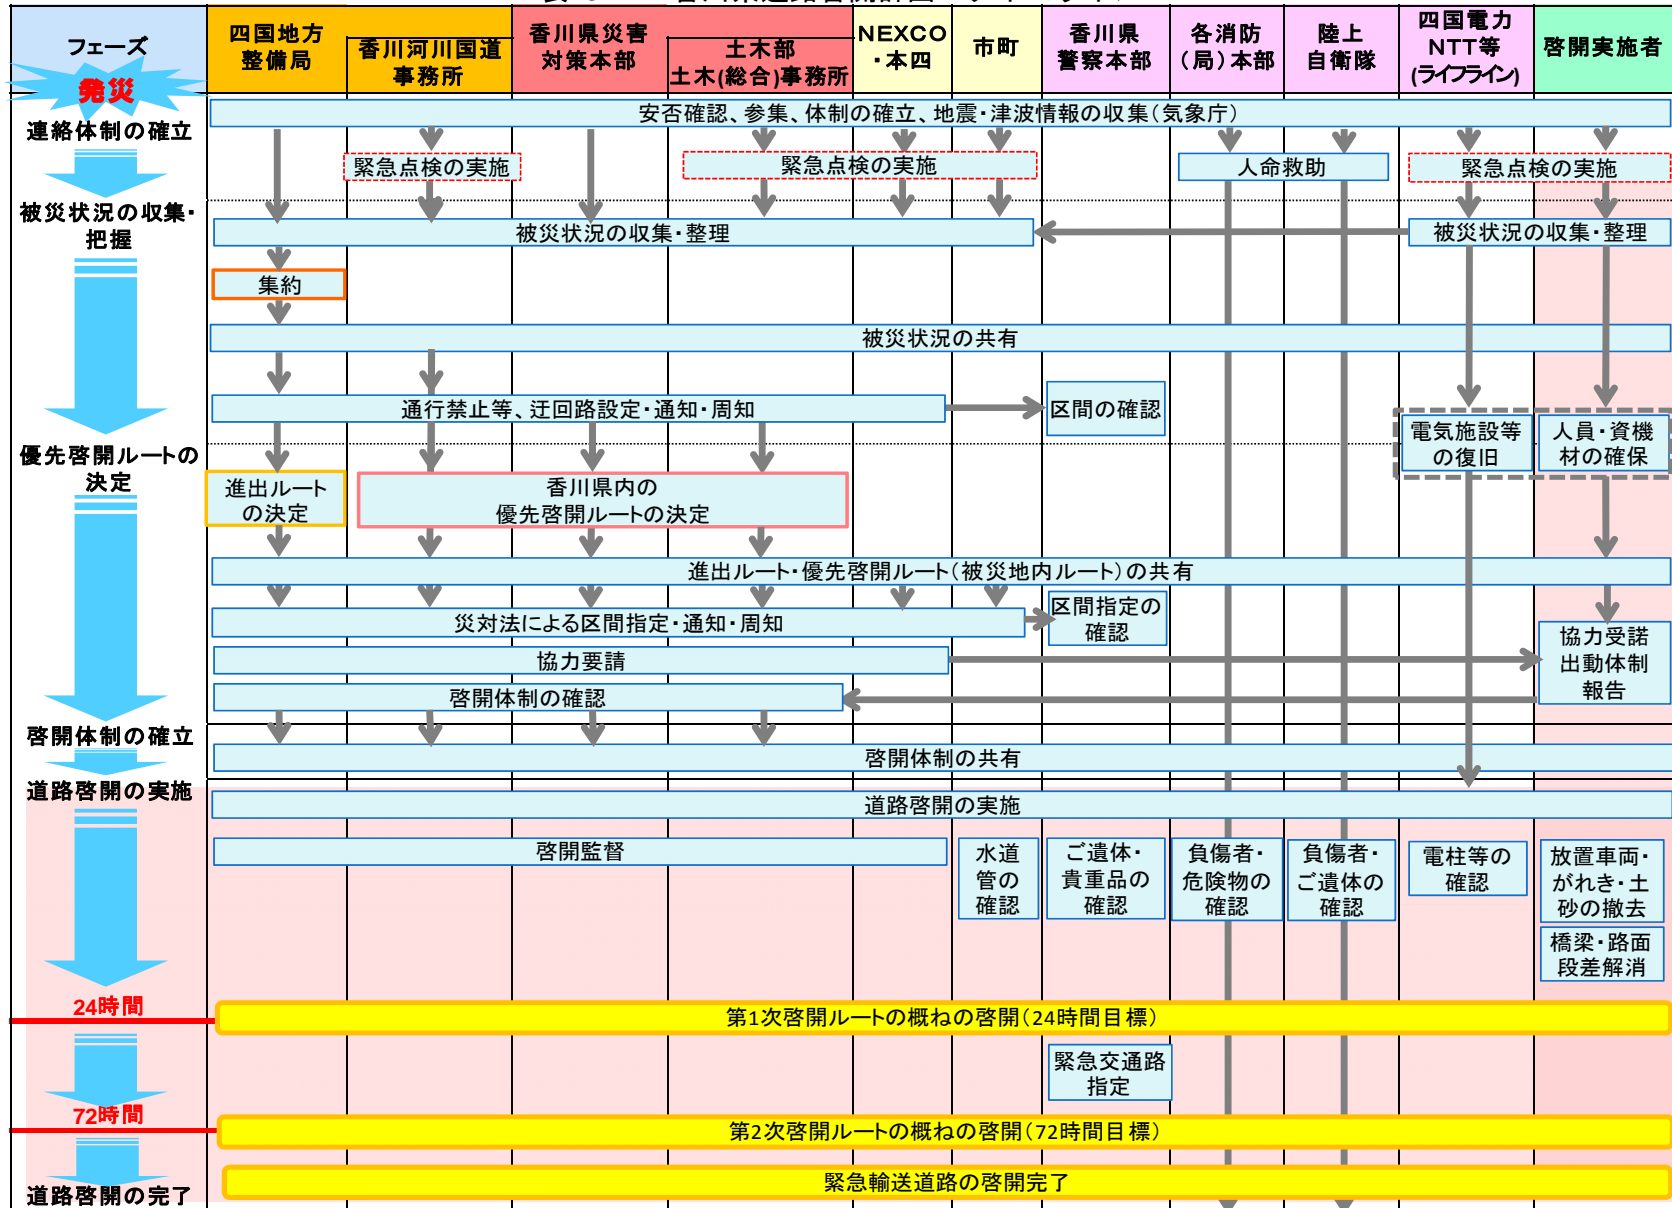 フェーズ
四国地方
整備局
香川河川国道
事務所
香川県災害
対策本部
土木部
土木(総合)事務所
NEXCO
・本四
市町
香川県
警察本部
各消防
(局)本部
陸上
自衛隊
四国電力
NTT等
(ライフライン)
啓開実施者
発災
連絡体制の確立
安否確認、参集、体制の確立、地震・津波情報の収集(気象庁)
緊急点検の実施
緊急点検の実施
人命救助
緊急点検の実施
被災状況の収集・
把握
被災状況の収集・整理
被災状況の収集・整理
集約
被災状況の共有
通行禁止等、迂回路設定・通知・周知
区間の確認
電気施設等
の復旧
人員・資機
材の確保
優先啓開ルートの
決定
進出ルート
の決定
香川県内の
優先啓開ルートの決定
進出ルート・優先啓開ルート(被災地内ルート)の共有
災対法による区間指定・通知・周知
区間指定の
確認
協力要請
協力受諾
出動体制
報告
啓開体制の確認
啓開体制の確立
啓開体制の共有
道路啓開の実施
道路啓開の実施
啓開監督
水道
管の
確認
ご遺体・
貴重品の
確認
負傷者・
危険物の
確認
負傷者・
ご遺体の
確認
電柱等の
確認
放置車両・
がれき・土
砂の撤去
橋梁・路面
段差解消
24時間
第1次啓開ルートの概ねの啓開(24時間目標)
緊急交通路
指定
72時間
第2次啓開ルートの概ねの啓開(72時間目標)
緊急輸送道路の啓開完了
道路啓開の完了